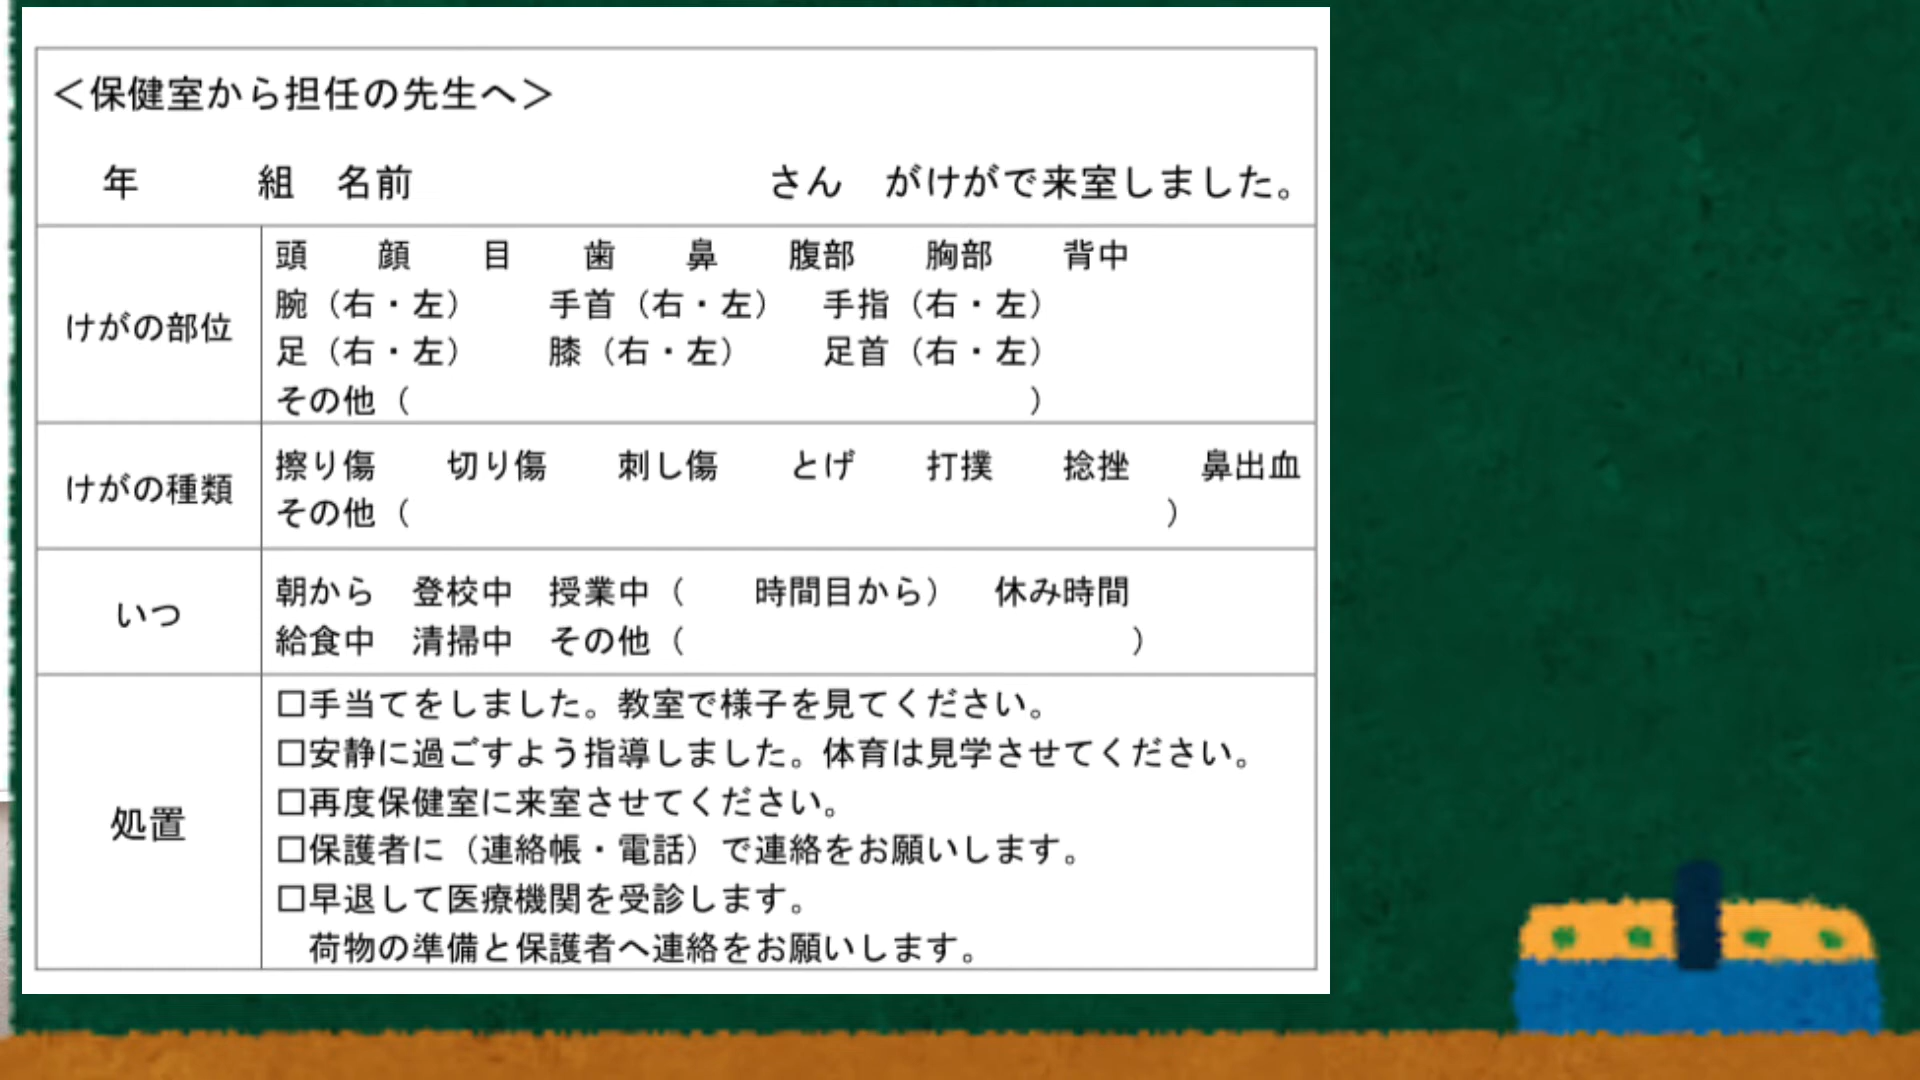 ＜保健室から担任の先生へ＞
年　　　組　名前　　　　　　　　　さん　がけがで来室しました。
けがの部位
頭　　顔　　目　　歯　　鼻　　腹部　　胸部　　背中
腕（右・左）　　手首（右・左）　手指（右・左）
足（右・左）　　膝（右・左）　　足首（右・左）
その他（　　　　　　　　　　　　　　　　　　）
けがの種類
擦り傷　　切り傷　　刺し傷　　とげ　　打撲　　捻挫　　鼻出血
その他（　　　　　　　　　　　　　　　　　　　　　　）
いつ
朝から　登校中　授業中（　　時間目から）　休み時間
給食中　清掃中　その他（　　　　　　　　　　　　　）
処置
□手当てをしました。教室で様子を見てください。
□安静に過ごすよう指導しました。体育は見学させてください。
□再度保健室に来室させてください。
□保護者に（連絡帳・電話）で連絡をお願いします。
□早退して医療機関を受診します。
荷物の準備と保護者へ連絡をお願いします。